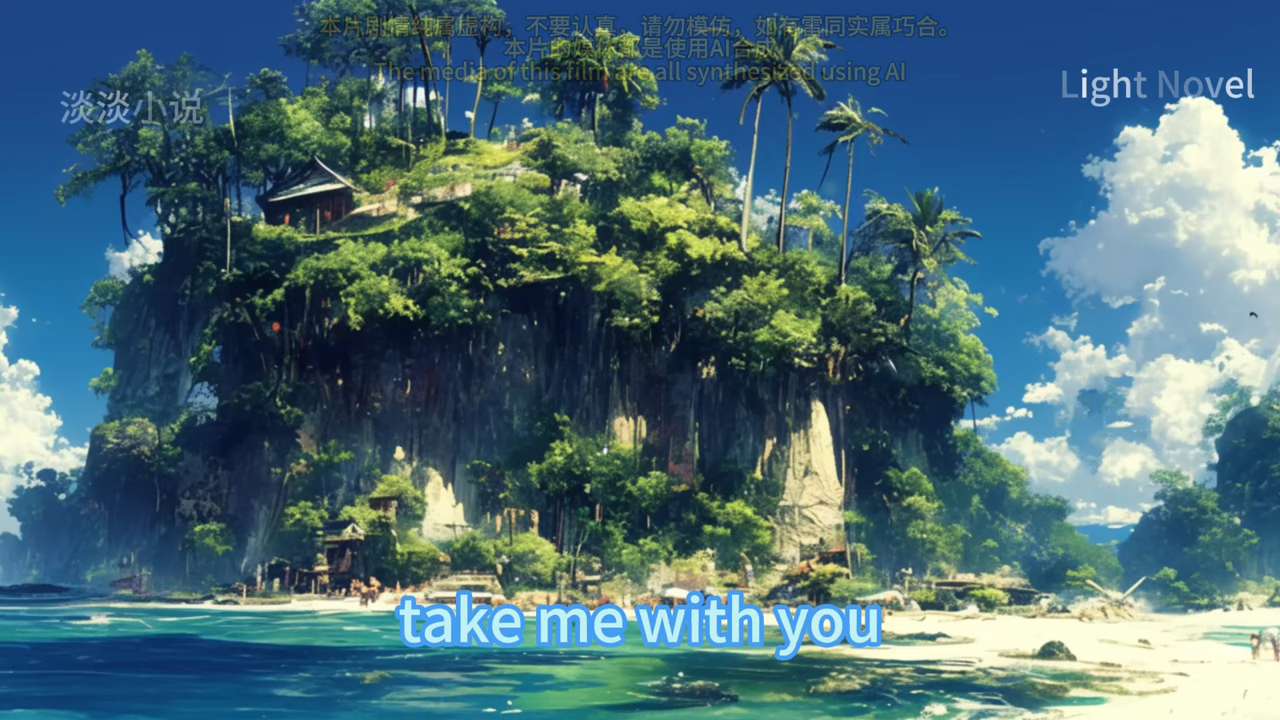 本片剧情纯属虚构，不要认真，请勿模仿，如有雷同实属巧合。
本片的媒体都是使用AI合成
The media of this film are all synthesized using AI
淡淡小说
Light Novel
take me with you